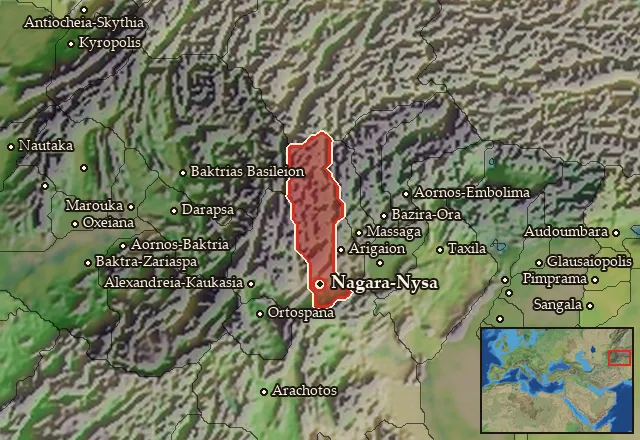 Antiocheia-Skythia
Kyropolis
Nautaka
Baktrias Basileion
Aornos-Embolima
Marouka
Darapsa
Bazira-Ora
Oxeiana
Massaga
Audoumbara
Aornos-Baktria
Arigaion
Taxila
Baktra-Zariaspa
Glausaiopolis
Alexandreia-Kaukasia
Nagara-Nysa
Pimprama
Ortospana
Sangala
Arachotos